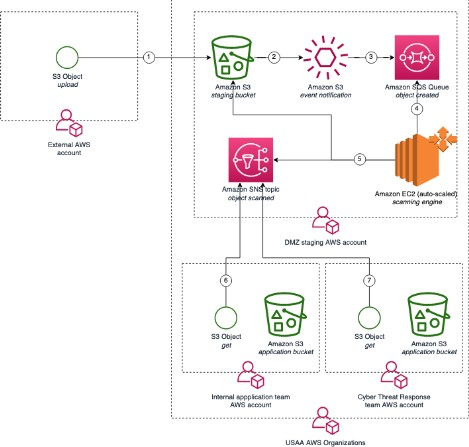 1
2
3
S3 Object
upload
Amazon S3
staging bucket
Amazon S3
event notification
Amazon SQS Queue
object created
4
External AWS
account
5
Amazon SNS topic
object scanned
Amazon EC2 (auto-scaled)
scanning engine
DMZ staging AWS account
6
7
S3 Object
get
Amazon S3
application bucket
S3 Object
get
Amazon S3
application bucket
Internal appplication team
AWS account
Cyber Threat Response
team AWS account
USAA AWS Organizations